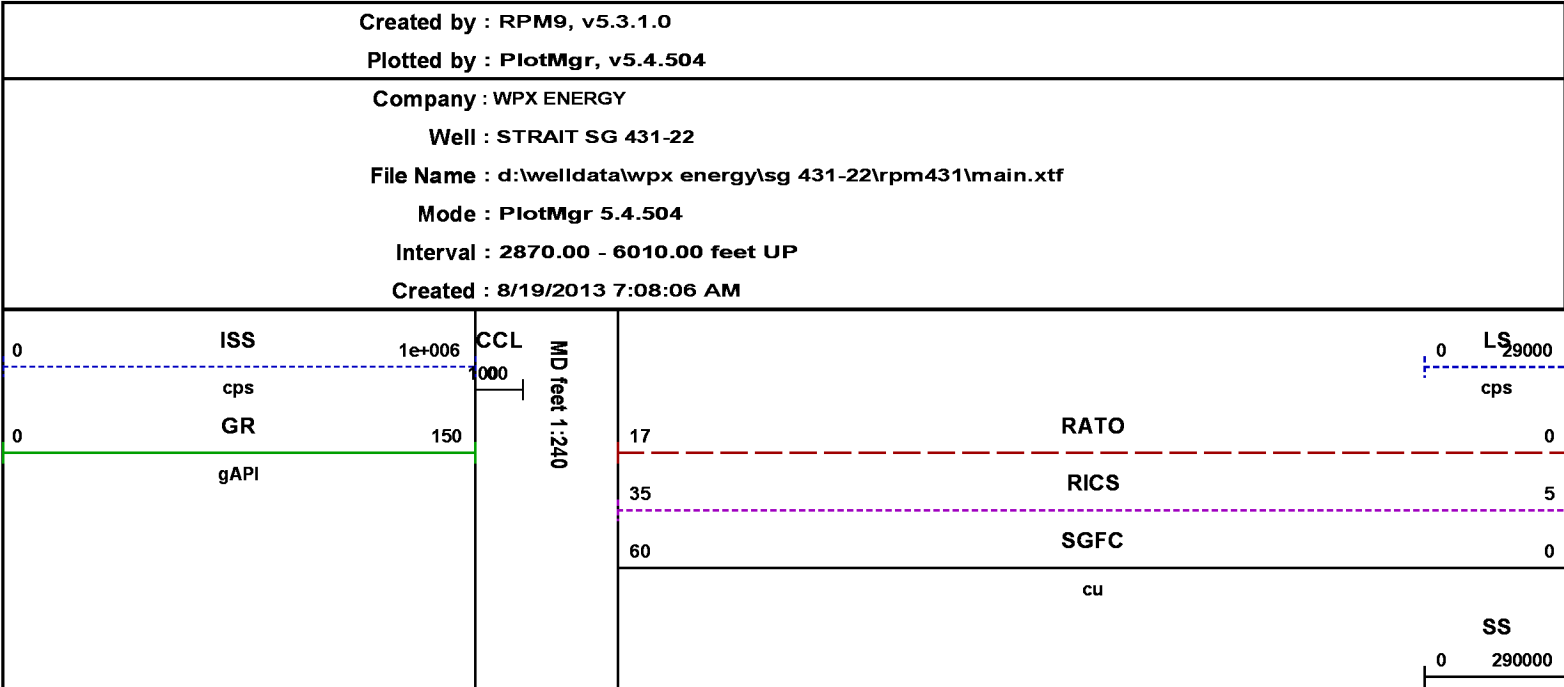 Created by : RPM9, v5.3.1.0
Plotted by : PlotMgr, v5.4.504
Company : WPX ENERGY
Well : STRAIT SG 431-22
File Name : d:\welldata\wpx energy\sg 431-22\rpm431\main.xtf
Mode : PlotMgr 5.4.504
Interval : 2870.00 - 6010.00 feet UP
Created : 8/19/2013 7:08:06 AM
0 ISS 1e+006
cps
GR
0 150
gAPI
CCL
MD feet 1:240
LS
0 29000
cps
RATO
17 0
RICS
35 5
SGFC
60 0
cu
SS
0 290000